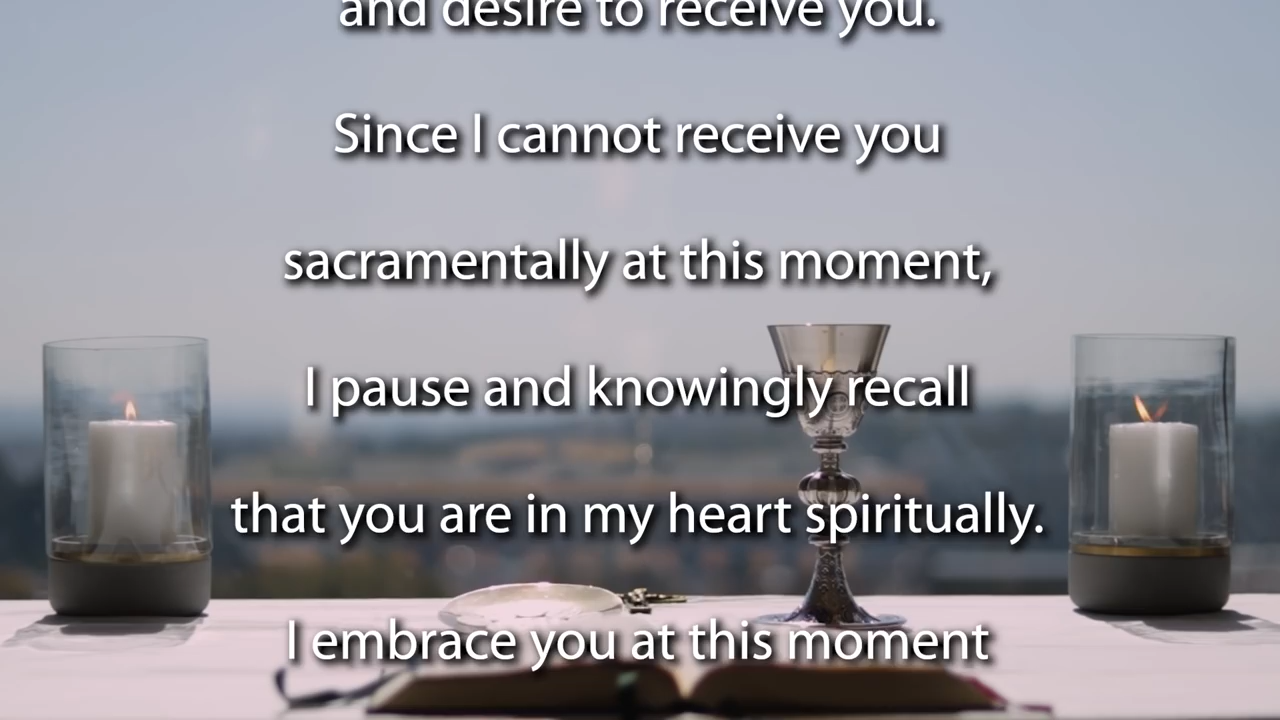 and desire to receive you.
Since I cannot receive you
sacramentally at this moment,
I pause and knowingly recall
that you are in my heart spiritually.
I embrace you at this moment